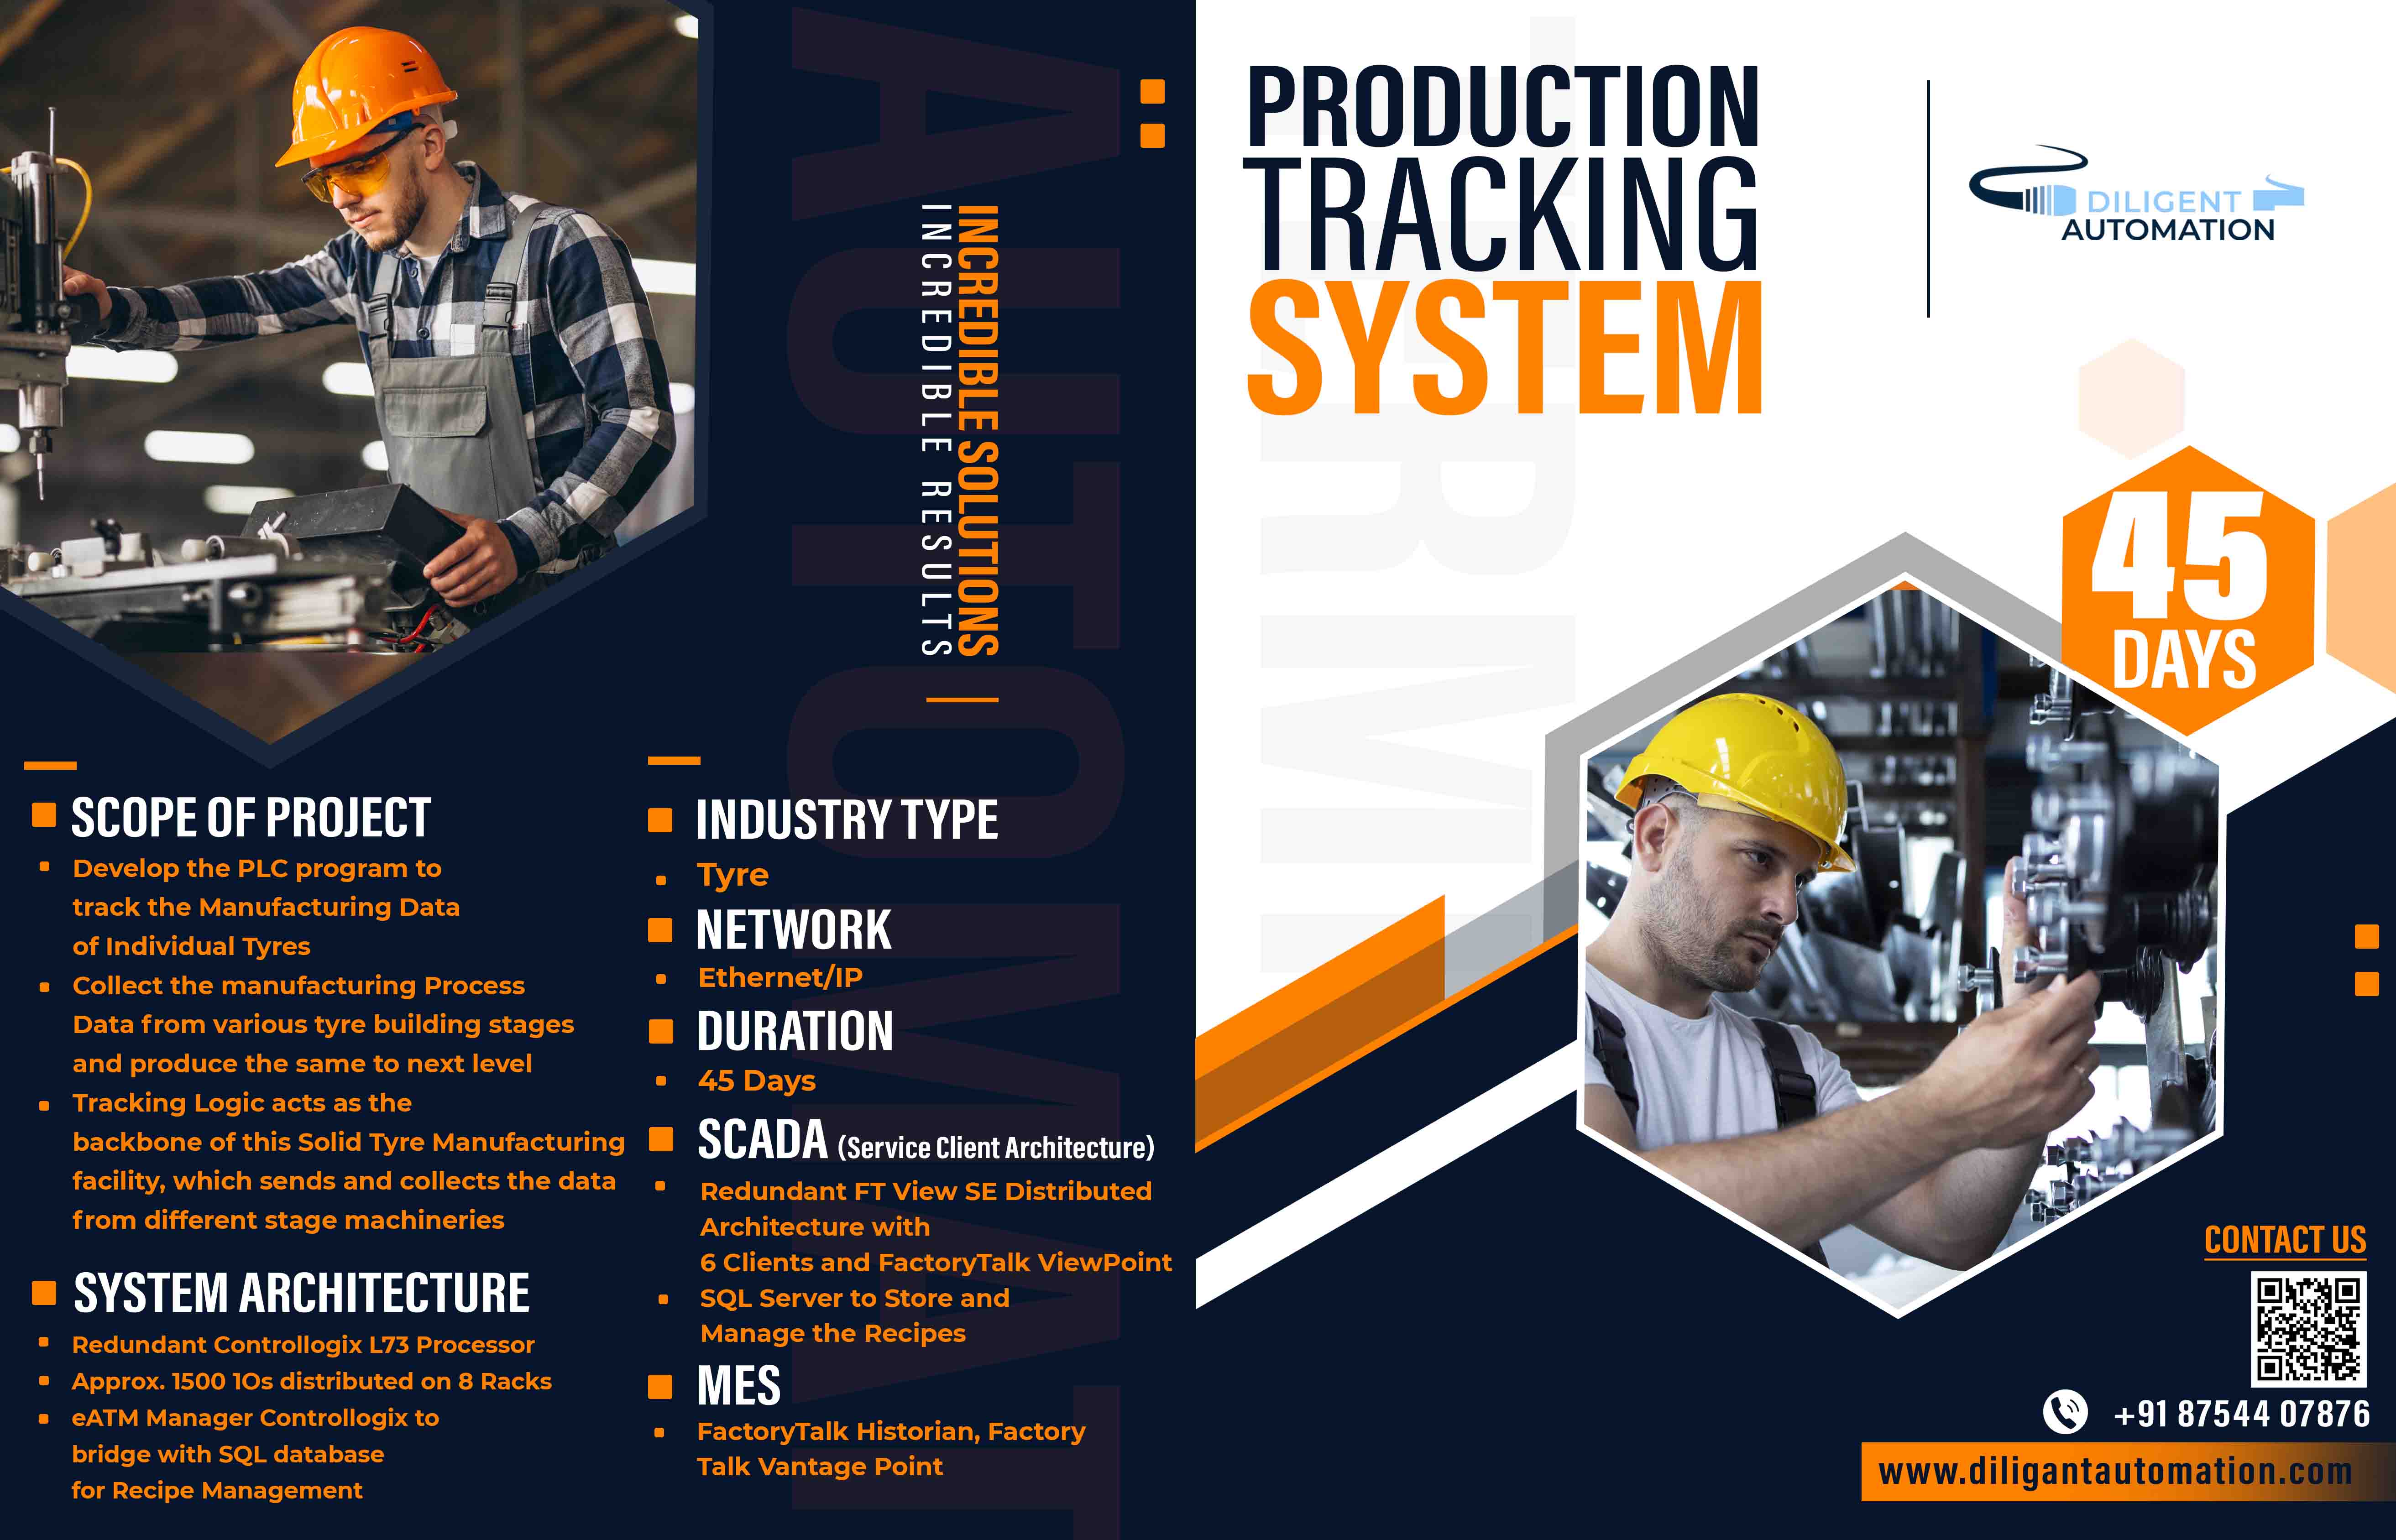 INCREDIBLE SOLUTIONS
INCREDIBLE RESULTS
SCOPE OF PROJECT
Develop the PLC program to
track the Manufacturing Data
of Individual Tyres
Collect the manufacturing Process
Data from various tyre building stages
and produce the same to next level
Tracking Logic acts as the
backbone of this Solid Tyre Manufacturing
facility, which sends and collects the data
from different stage machineries
SYSTEM ARCHITECTURE
Redundant Controllogix L73 Processor
Approx. 1500 1Os distributed on 8 Racks
eATM Manager Controllogix to
bridge with SQL database
for Recipe Management
INDUSTRY TYPE
Tyre
NETWORK
Ethernet/IP
DURATION
45 Days
SCADA (Service Client Architecture)
Redundant FT View SE Distributed
Architecture with
6 Clients and FactoryTalk ViewPoint
SQL Server to Store and
Manage the Recipes
MES
FactoryTalk Historian, Factory
Talk Vantage Point
AUTOMAT
PRODUCTION
TRACKING
SYSTEM
DILIGENT
AUTOMATION
45
DAYS
CONTACT US
+91 87544 07876
www.diligantautomation.com